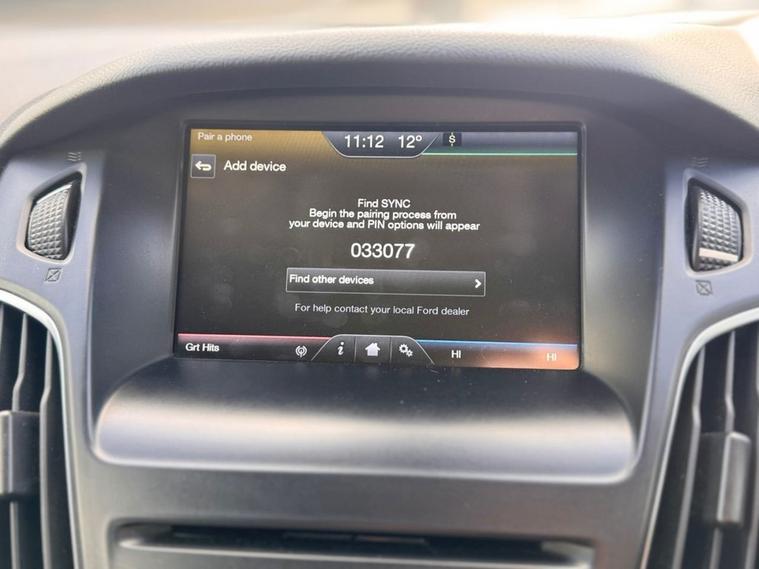 Pair a phone
11:12 12°
Add device
Find SYNC
Begin the pairing process from
your device and PIN options will appear
033077
Find other devices
For help contact your local Ford dealer
Grt Hits
i
HI
HI